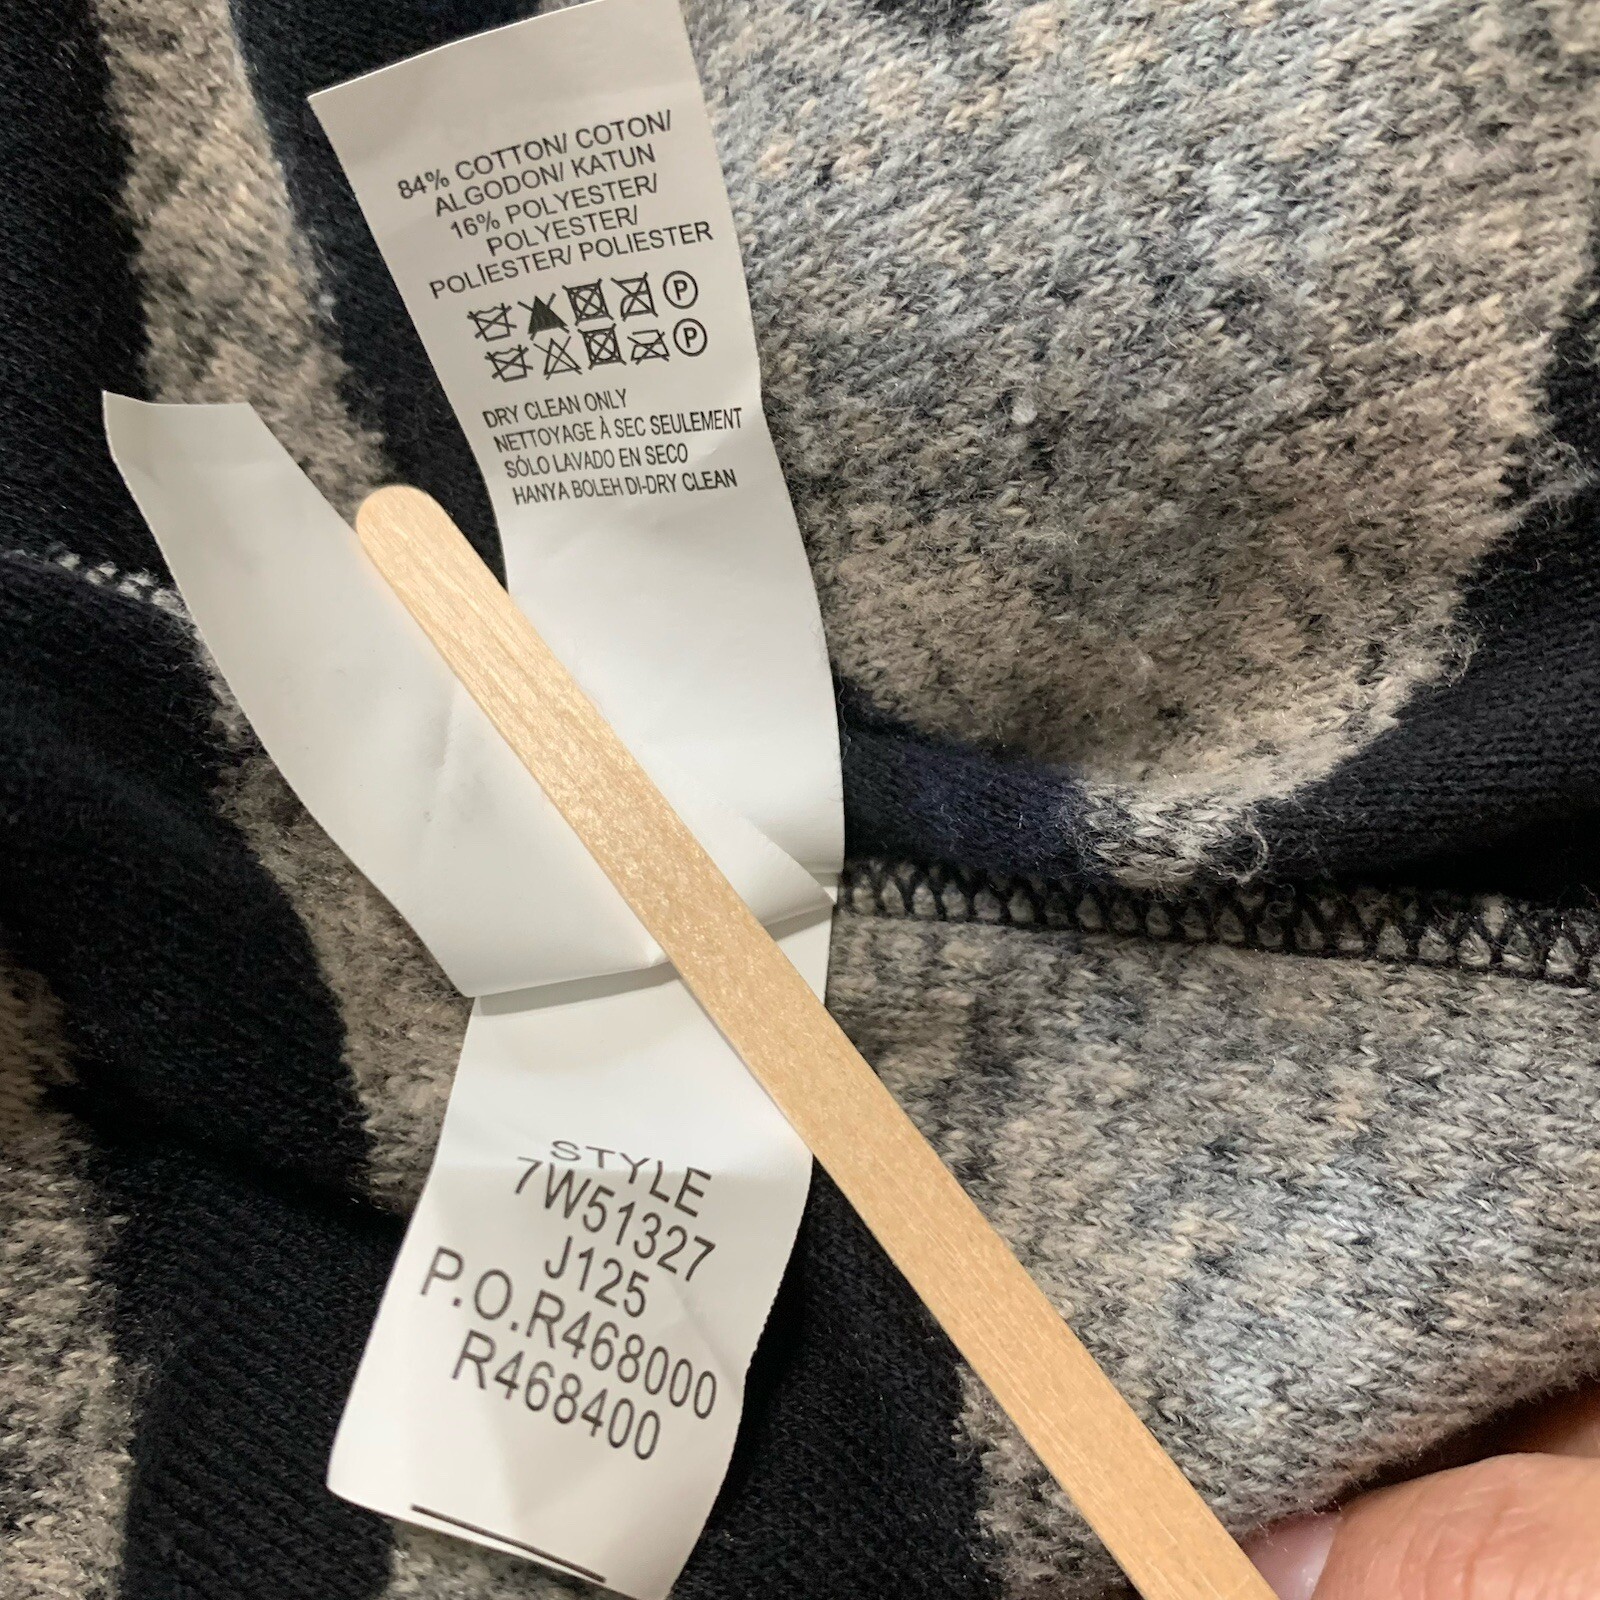 84% COTTON/ COTON/
ALGODON/ KATUN
16% POLYESTER/
POLYESTER/
POLIESTER/ POLIESTER
P
P
DRY CLEAN ONLY
NETTOYAGE À SEC SEULEMENT
SÓLO LAVADO EN SECO
HANYA BOLEH DI-DRY CLEAN
STYLE
7W51327
J125
P.O.R468000
R468400